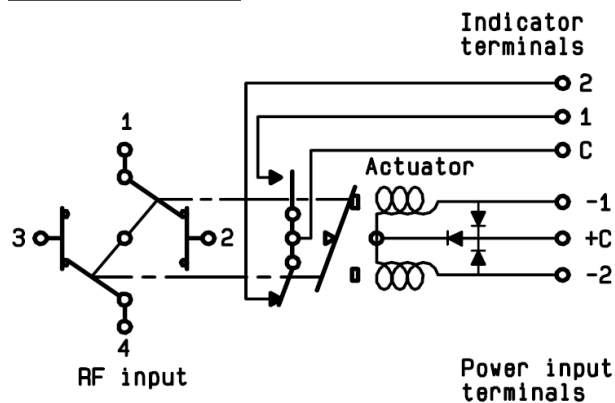 Indicator
terminals
2
1
C
Actuator
-1
+C
-2
1
3
2
4
RF input
Power input
terminals